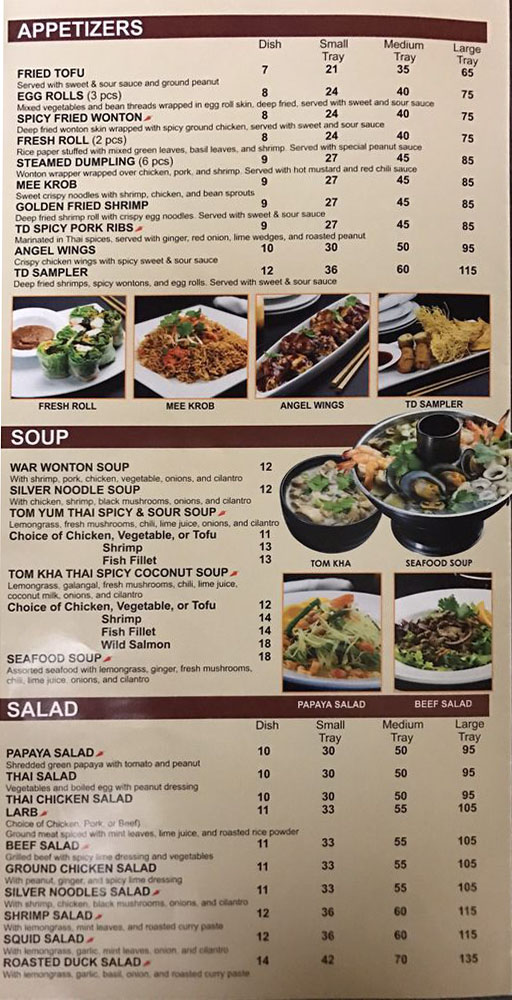 APPETIZERS
Dish Small Tray Medium Tray Large Tray
FRIED TOFU 7 21 35 65
Served with sweet & sour sauce and ground peanut
EGG ROLLS (3 pcs) 8 24 40 75
Mixed vegetables and bean threads wrapped in egg roll skin, deep fried, served with sweet and sour sauce
SPICY FRIED WONTON 8 24 40 75
Deep fried wonton skin wrapped with spicy ground chicken, served with sweet and sour sauce
FRESH ROLL (2 pcs) 8 24 40 75
Rice paper stuffed with mixed green leaves, basil leaves, and shrimp. Served with special peanut sauce
STEAMED DUMPLING (6 pcs) 9 27 45 85
Wonton wrapper wrapped over chicken, pork, and shrimp. Served with hot mustard and red chili sauce
MEE KROB 9 27 45 85
Sweet crispy noodles with shrimp, chicken, and bean sprouts
GOLDEN FRIED SHRIMP 9 27 45 85
Deep fried shrimp roll with crispy egg noodles. Served with sweet & sour sauce
TD SPICY PORK RIBS 9 27 45 85
Marinated in Thai spices, served with ginger, red onion, lime wedges, and roasted peanut
ANGEL WINGS 10 30 50 95
Crispy chicken wings with spicy sweet & sour sauce
TD SAMPLER 12 36 60 115
Deep fried shrimps, spicy wontons, and egg rolls. Served with sweet & sour sauce
FRESH ROLL MEE KROB ANGEL WINGS TD SAMPLER
SOUP
WAR WONTON SOUP 12
With shrimp, pork, chicken, vegetable, onions, and cilantro
SILVER NOODLE SOUP 12
With chicken, shrimp, black mushrooms, onions, and cilantro
TOM YUM THAI SPICY & SOUR SOUP
Lemongrass, fresh mushrooms, chili, lime juice, onions, and cilantro
Choice of Chicken, Vegetable, or Tofu 11
Shrimp 13
Fish Fillet 13
TOM KHA THAI SPICY COCONUT SOUP
Lemongrass, galangal, fresh mushrooms, chili, lime juice,
coconut milk, onions, and cilantro
Choice of Chicken, Vegetable, or Tofu 12
Shrimp 14
Fish Fillet 14
Wild Salmon 18
SEAFOOD SOUP 18
Assorted seafood with lemongrass, ginger, fresh mushrooms,
chili, lime juice, onions, and cilantro
TOM KHA SEAFOOD SOUP
PAPAYA SALAD BEEF SALAD
SALAD
Dish Small Tray Medium Tray Large Tray
PAPAYA SALAD 10 30 50 95
Shredded green papaya with tomato and peanut
THAI SALAD 10 30 50 95
Vegetables and boiled egg with peanut dressing
THAI CHICKEN SALAD 10 30 50 95
LARB 11 33 55 105
Choice of Chicken, Pork, or Beef)
Ground meat spiced with mint leaves, lime juice, and roasted rice powder
BEEF SALAD 11 33 55 105
Grilled beef with spicy lime dressing and vegetables
GROUND CHICKEN SALAD 11 33 55 105
With peanut, ginger, and spicy lime dressing
SILVER NOODLES SALAD 11 33 55 105
With shrimp, chicken, black mushrooms, onions, and cilantro
SHRIMP SALAD 12 36 60 115
With lemongrass, mint leaves, and roasted curry paste
SQUID SALAD 12 36 60 115
With lemongrass, garlic, mint leaves, onion, and cilantro
ROASTED DUCK SALAD 14 42 70 135
With lemongrass, garlic, basil, onion, and roasted curry paste